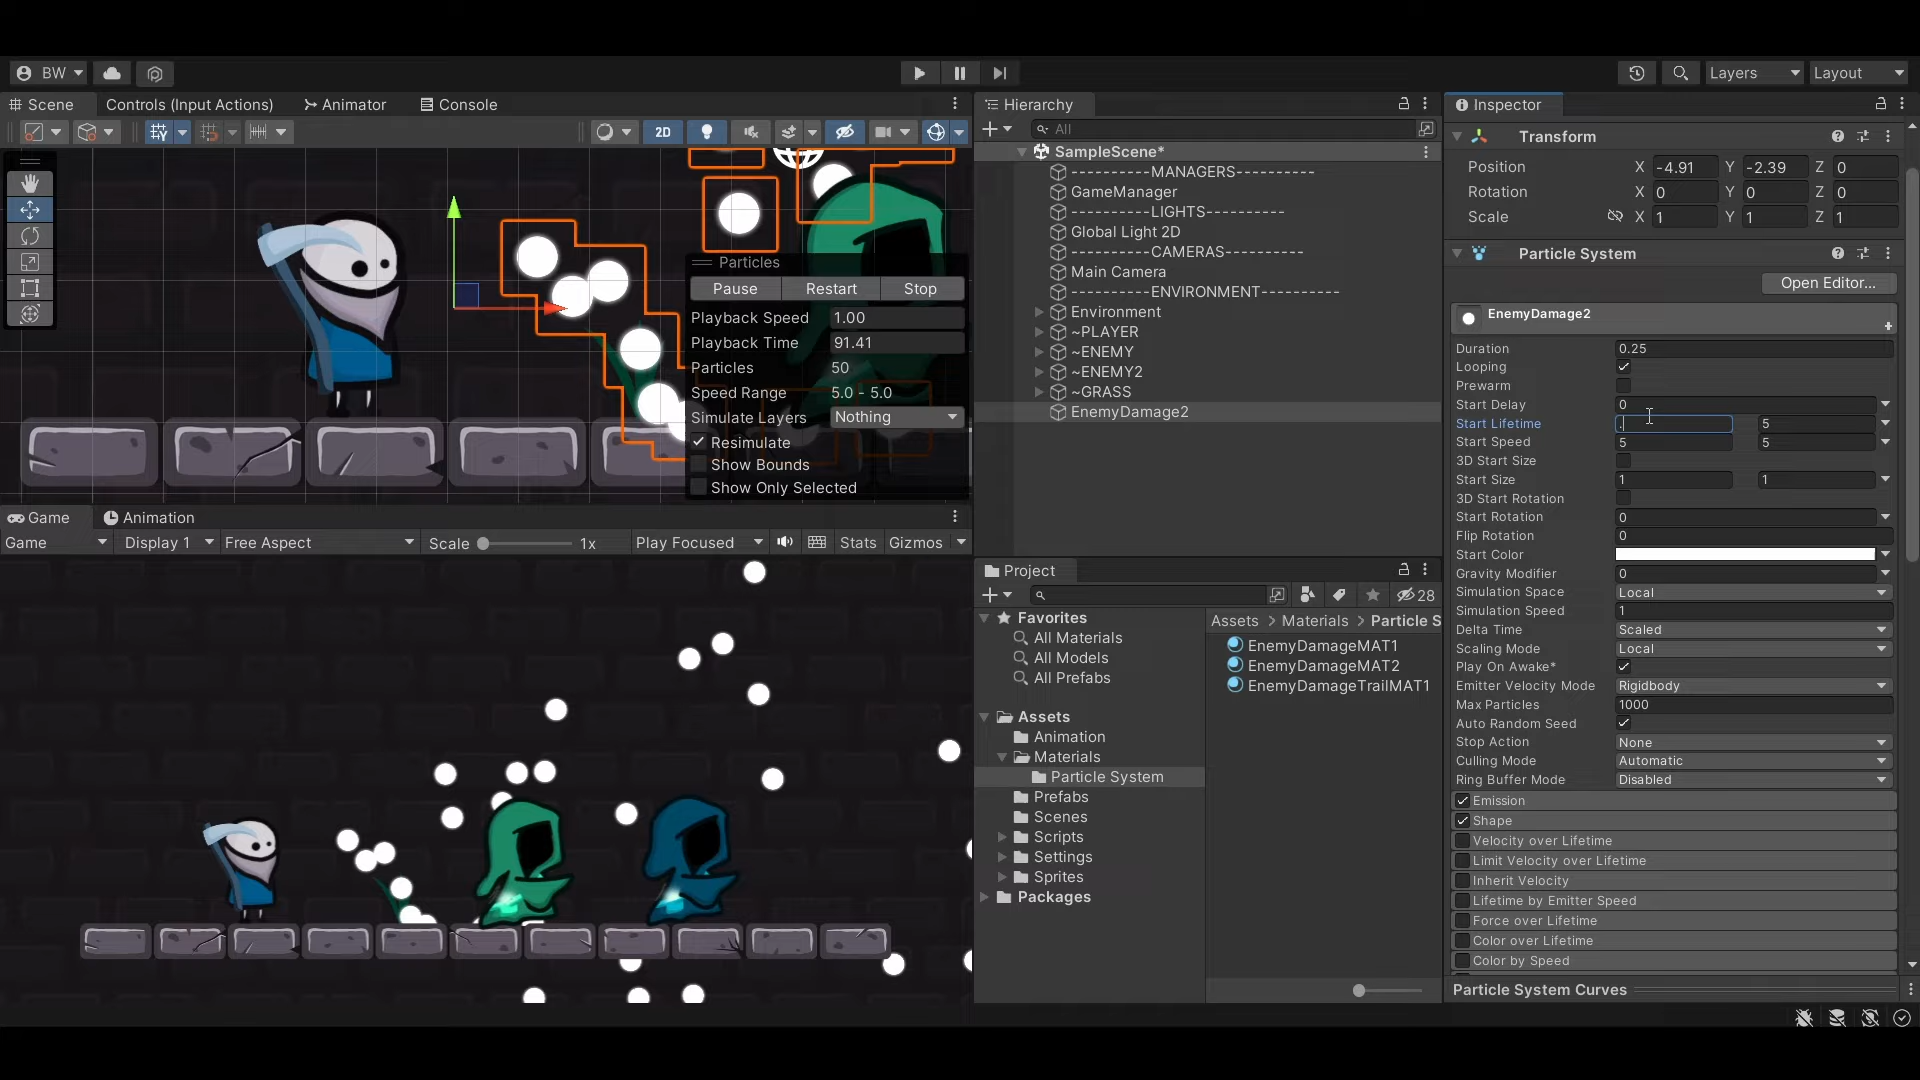 BW
Layers
Layout
Scene
Controls (Input Actions)
Animator
Console
2D
Particles
Pause
Restart
Stop
Playback Speed 1.00
Playback Time 91.41
Particles 50
Speed Range 5.0 - 5.0
Simulate Layers Nothing
Resimulate
Show Bounds
Show Only Selected
Game
Animation
Game
Display 1
Free Aspect
Scale 1x
Play Focused
Stats
Gizmos
Hierarchy
All
SampleScene*
----------MANAGERS----------
GameManager
----------LIGHTS----------
Global Light 2D
----------CAMERAS----------
Main Camera
----------ENVIRONMENT----------
Environment
~PLAYER
~ENEMY
~ENEMY2
~GRASS
EnemyDamage2
Project
28
Favorites
All Materials
All Models
All Prefabs
Assets
Animation
Materials
Particle System
Prefabs
Scenes
Scripts
Settings
Sprites
Packages
Assets > Materials > Particle S
EnemyDamageMAT1
EnemyDamageMAT2
EnemyDamageTrailMAT1
Inspector
Transform
Position X -4.91 Y -2.39 Z 0
Rotation X 0 Y 0 Z 0
Scale X 1 Y 1 Z 1
Particle System
Open Editor...
EnemyDamage2
Duration 0.25
Looping
Prewarm
Start Delay 0
Start Lifetime . 5
Start Speed 5 5
3D Start Size
Start Size 1 1
3D Start Rotation
Start Rotation 0
Flip Rotation 0
Start Color
Gravity Modifier 0
Simulation Space Local
Simulation Speed 1
Delta Time Scaled
Scaling Mode Local
Play On Awake*
Emitter Velocity Mode Rigidbody
Max Particles 1000
Auto Random Seed
Stop Action None
Culling Mode Automatic
Ring Buffer Mode Disabled
Emission
Shape
Velocity over Lifetime
Limit Velocity over Lifetime
Inherit Velocity
Lifetime by Emitter Speed
Force over Lifetime
Color over Lifetime
Color by Speed
Particle System Curves